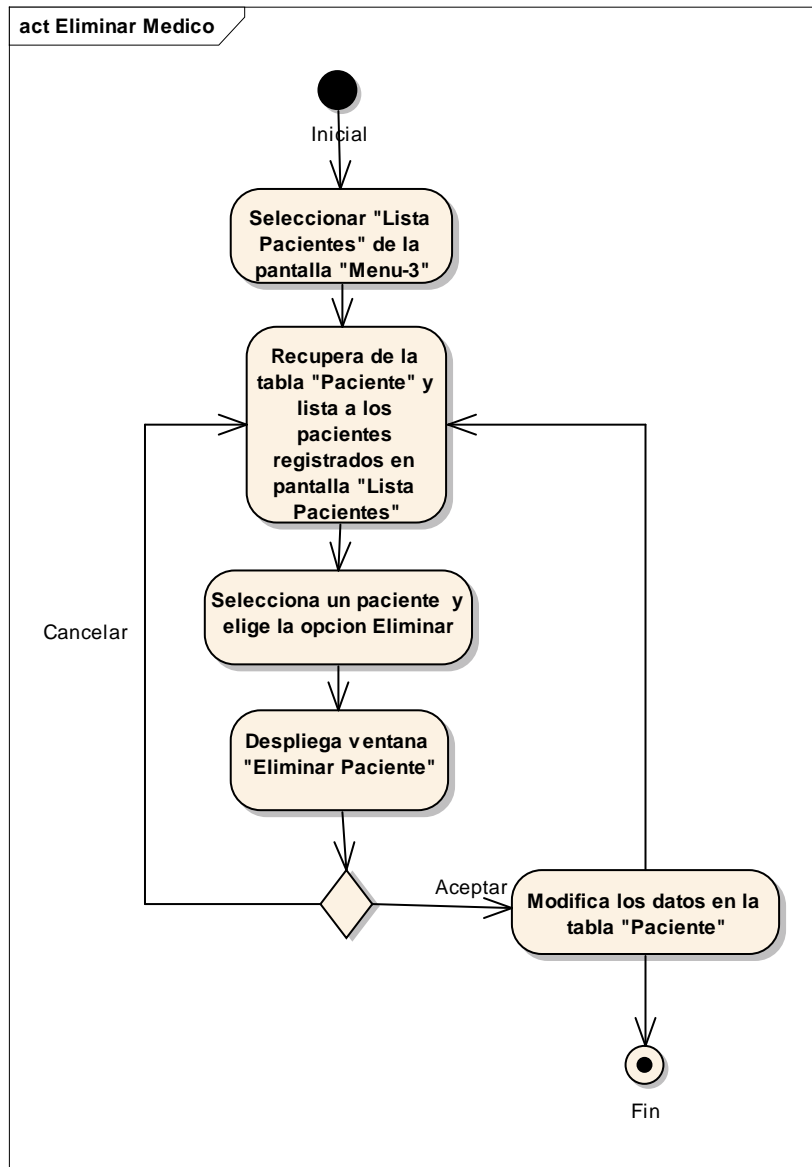 act Eliminar Medico
Inicial
Seleccionar "Lista
Pacientes" de la
pantalla "Menu-3"
Recupera de la
tabla "Paciente" y
lista a los
pacientes
registrados en
pantalla "Lista
Pacientes"
Selecciona un paciente y
elige la opcion Eliminar
Cancelar
Despliega ventana
"Eliminar Paciente"
Aceptar
Modifica los datos en la
tabla "Paciente"
Fin